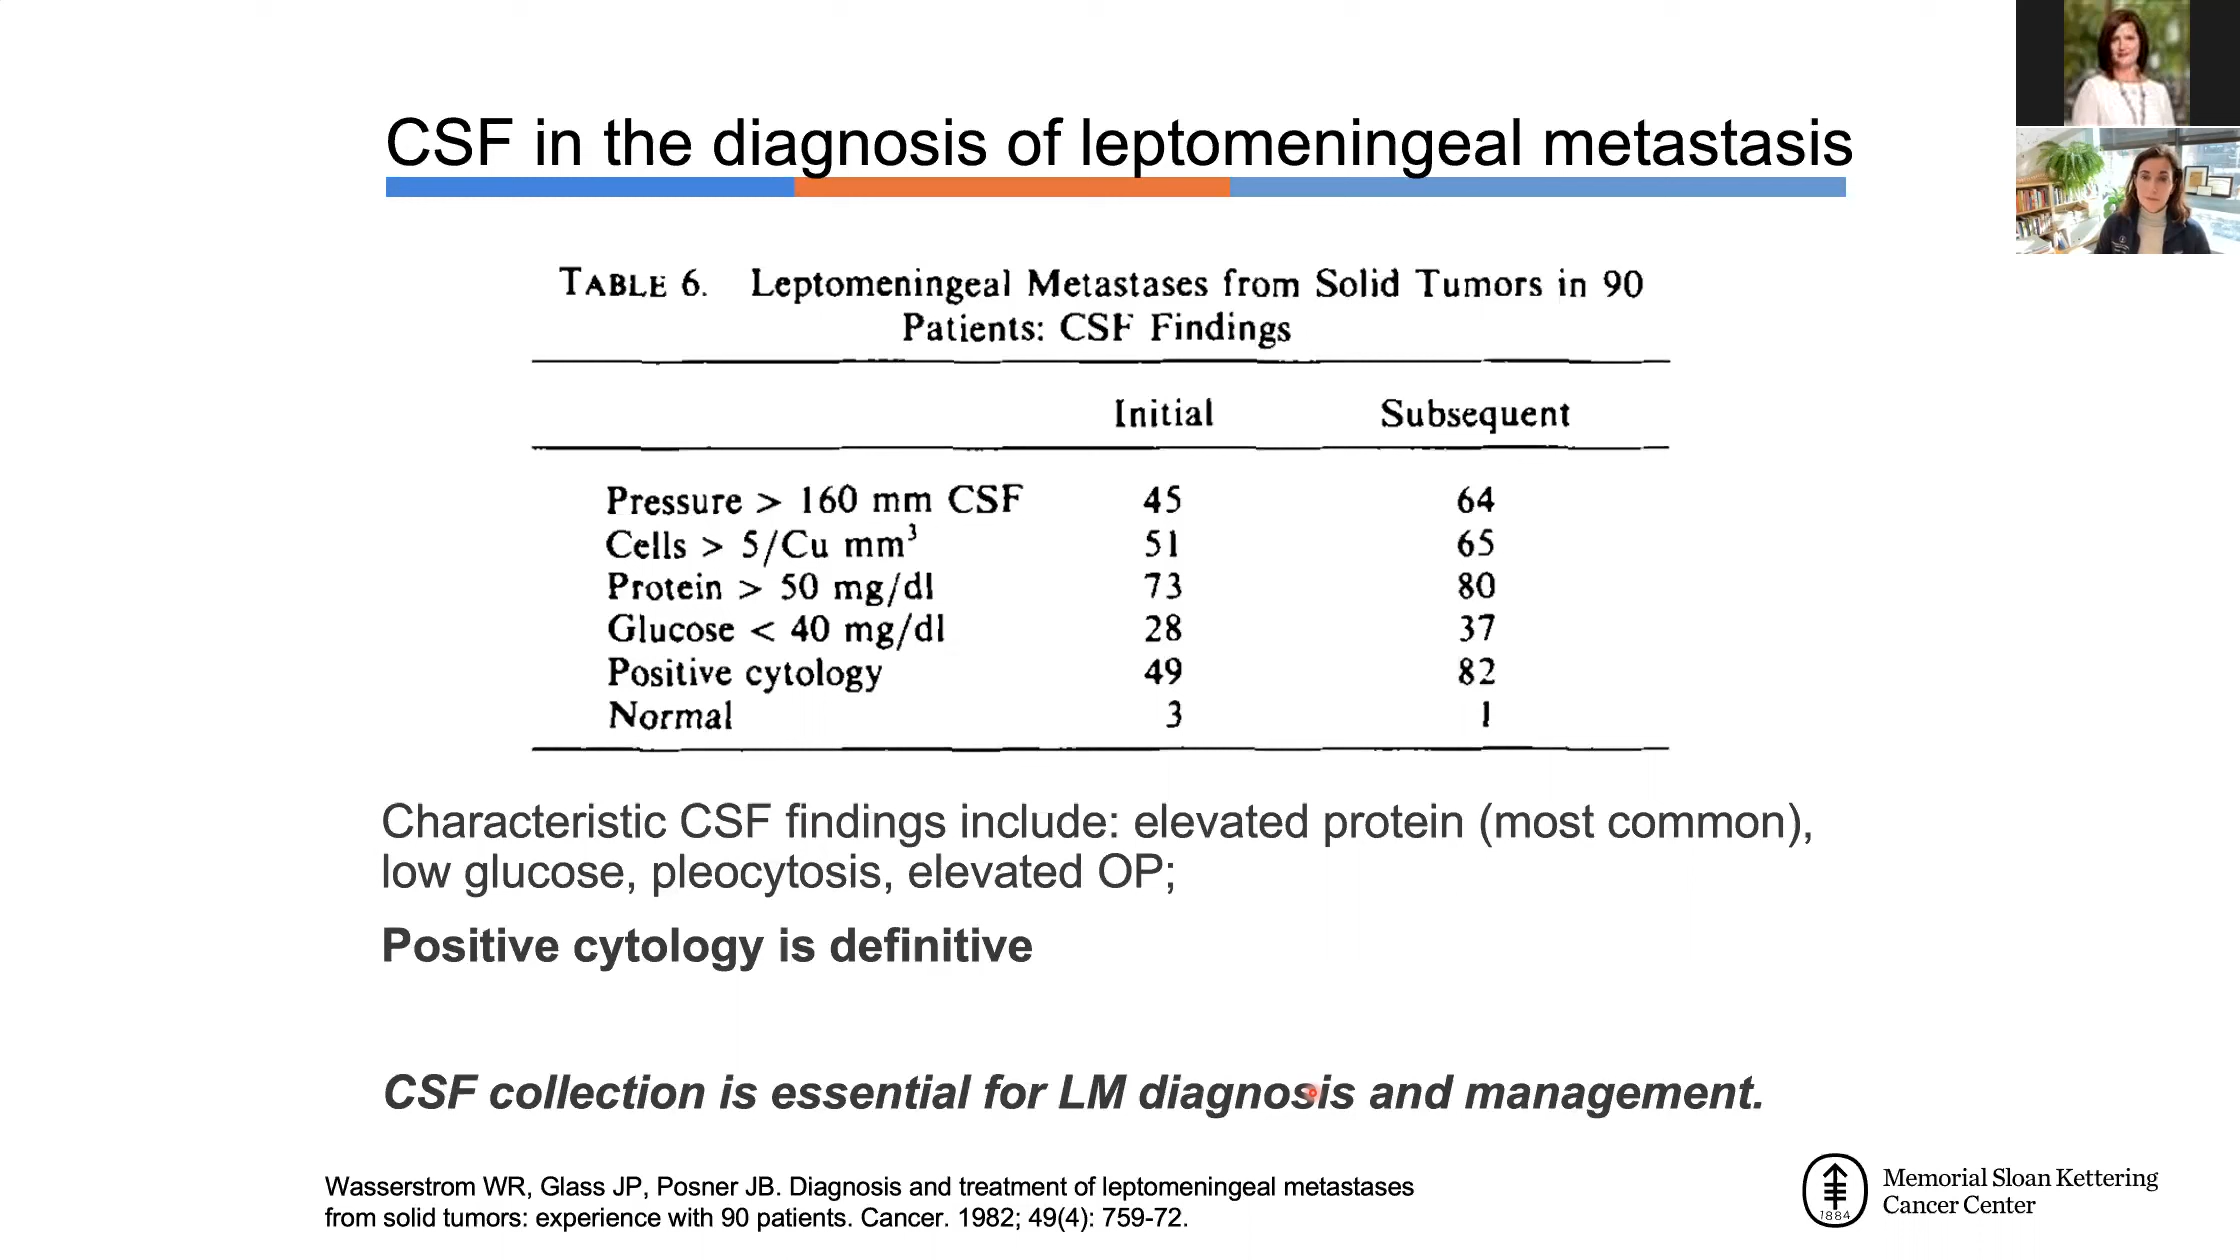 CSF in the diagnosis of leptomeningeal metastasis
TABLE 6. Leptomeningeal Metastases from Solid Tumors in 90
Patients: CSF Findings
Initial Subsequent
Pressure > 160 mm CSF 45 64
Cells > 5/Cu mm³ 51 65
Protein > 50 mg/dl 73 80
Glucose < 40 mg/dl 28 37
Positive cytology 49 82
Normal 3 1
Characteristic CSF findings include: elevated protein (most common),
low glucose, pleocytosis, elevated OP;
Positive cytology is definitive
CSF collection is essential for LM diagnosis and management.
Wasserstrom WR, Glass JP, Posner JB. Diagnosis and treatment of leptomeningeal metastases
from solid tumors: experience with 90 patients. Cancer. 1982; 49(4): 759-72.
1884
Memorial Sloan Kettering
Cancer Center